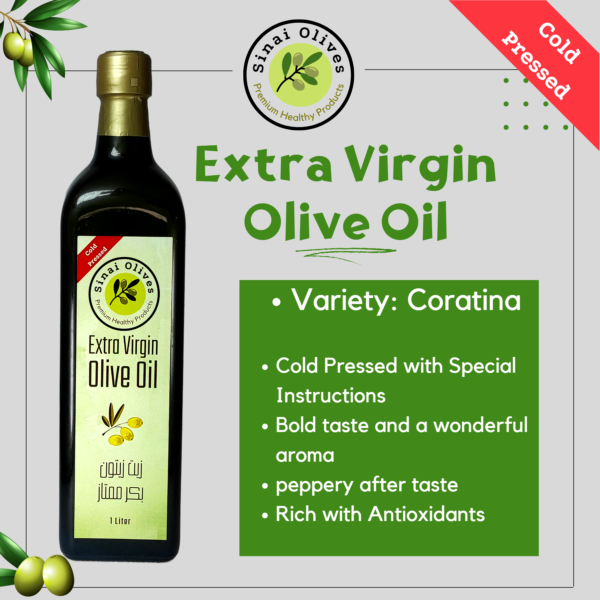 Sinai Olives
Premium Healthy Products
Cold
Pressed
Extra Virgin
Olive Oil
• Variety: Coratina
• Cold Pressed with Special
Instructions
• Bold taste and a wonderful
aroma
• peppery after taste
• Rich with Antioxidants
Cold
Pressed
Sinai Olives
Premium Healthy Products
Extra Virgin
Olive Oil
زيت زيتون
بكر ممتاز
1 Liter